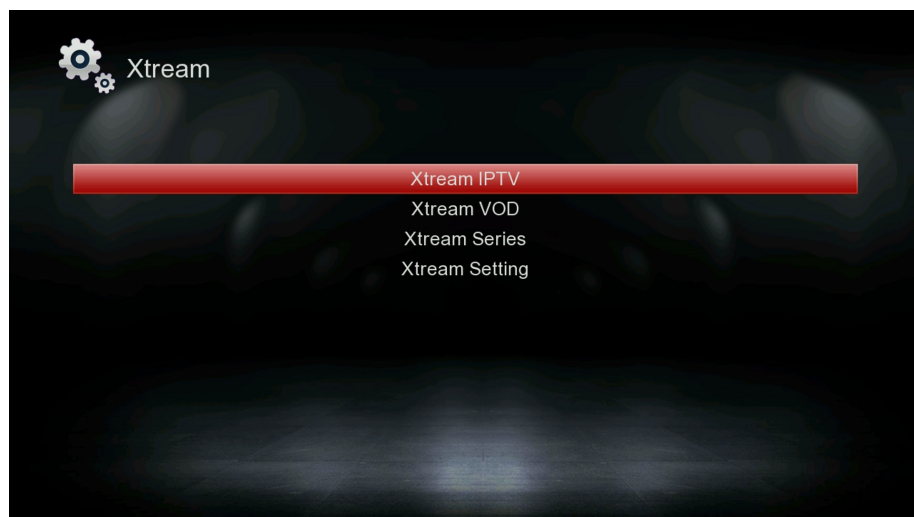 Xtream
Xtream IPTV
Xtream VOD
Xtream Series
Xtream Setting